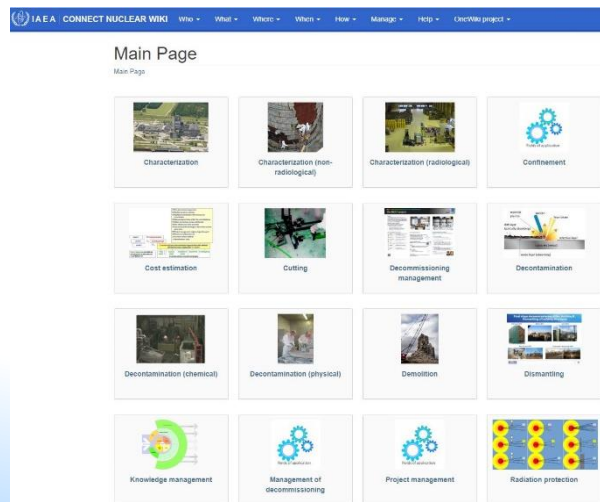 IAEA CONNECT NUCLEAR WIKI Who What Where When How Manage Help OneWiki project
Main Page
Main Page
Characterization
Characterization (non-
radiological)
Characterization (radiological)
Confinement
Cost estimation
Cutting
Decommissioning
management
Decontamination
Decontamination (chemical)
Decontamination (physical)
Demolition
Dismantling
Knowledge management
Management of
decommissioning
Project management
Radiation protection